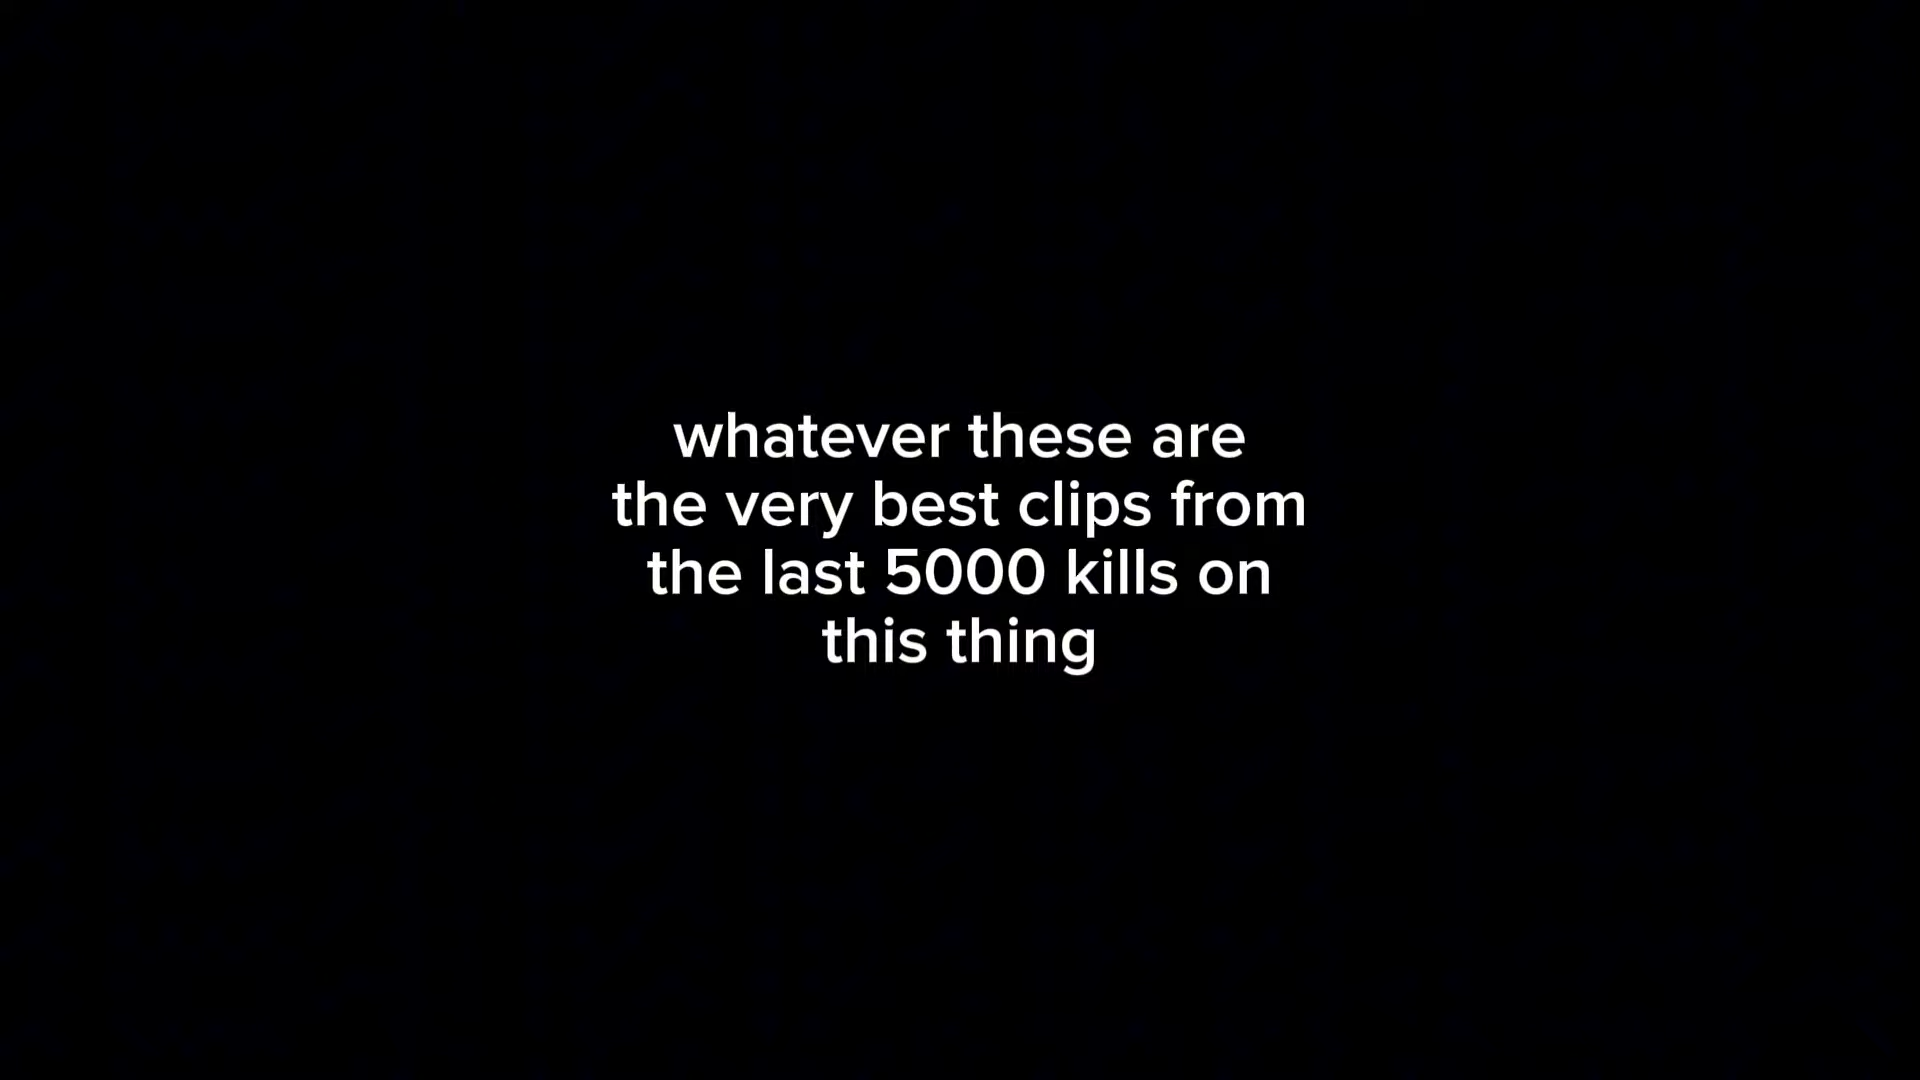 whatever these are
the very best clips from
the last 5000 kills on
this thing